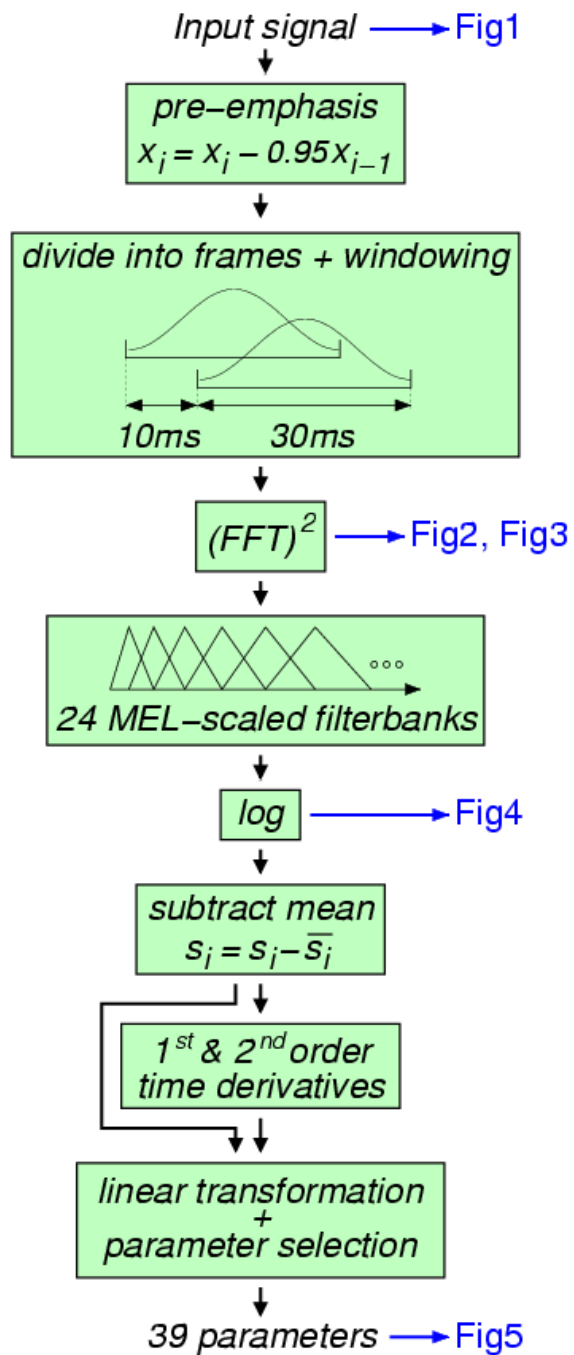 Input signal Fig1
pre-emphasis
x_i = x_i - 0.95x_{i-1}
divide into frames + windowing
10ms 30ms
(FFT)² Fig2, Fig3
24 MEL-scaled filterbanks
log Fig4
subtract mean
s_i = s_i - s̅_i
1st & 2nd order
time derivatives
linear transformation
+
parameter selection
39 parameters Fig5